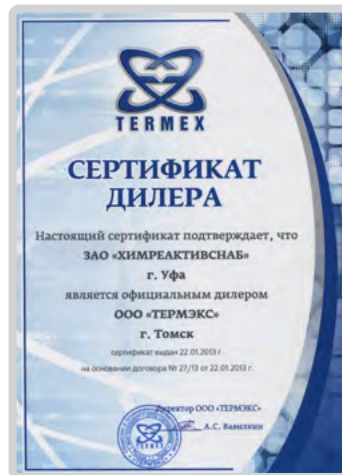 TERMEX
СЕРТИФИКАТ
ДИЛЕРА
Настоящий сертификат подтверждает, что
ЗАО «ХИМРЕАКТИВСНАБ»
г. Уфа
является официальным дилером
ООО «ТЕРМЭКС»
г. Томск
сертификат выдан 22.01.2013 г.
на основании договора № 27/13 от 22.01.2013 г.
Директор ООО «ТЕРМЭКС»
А.С. Вавилкин